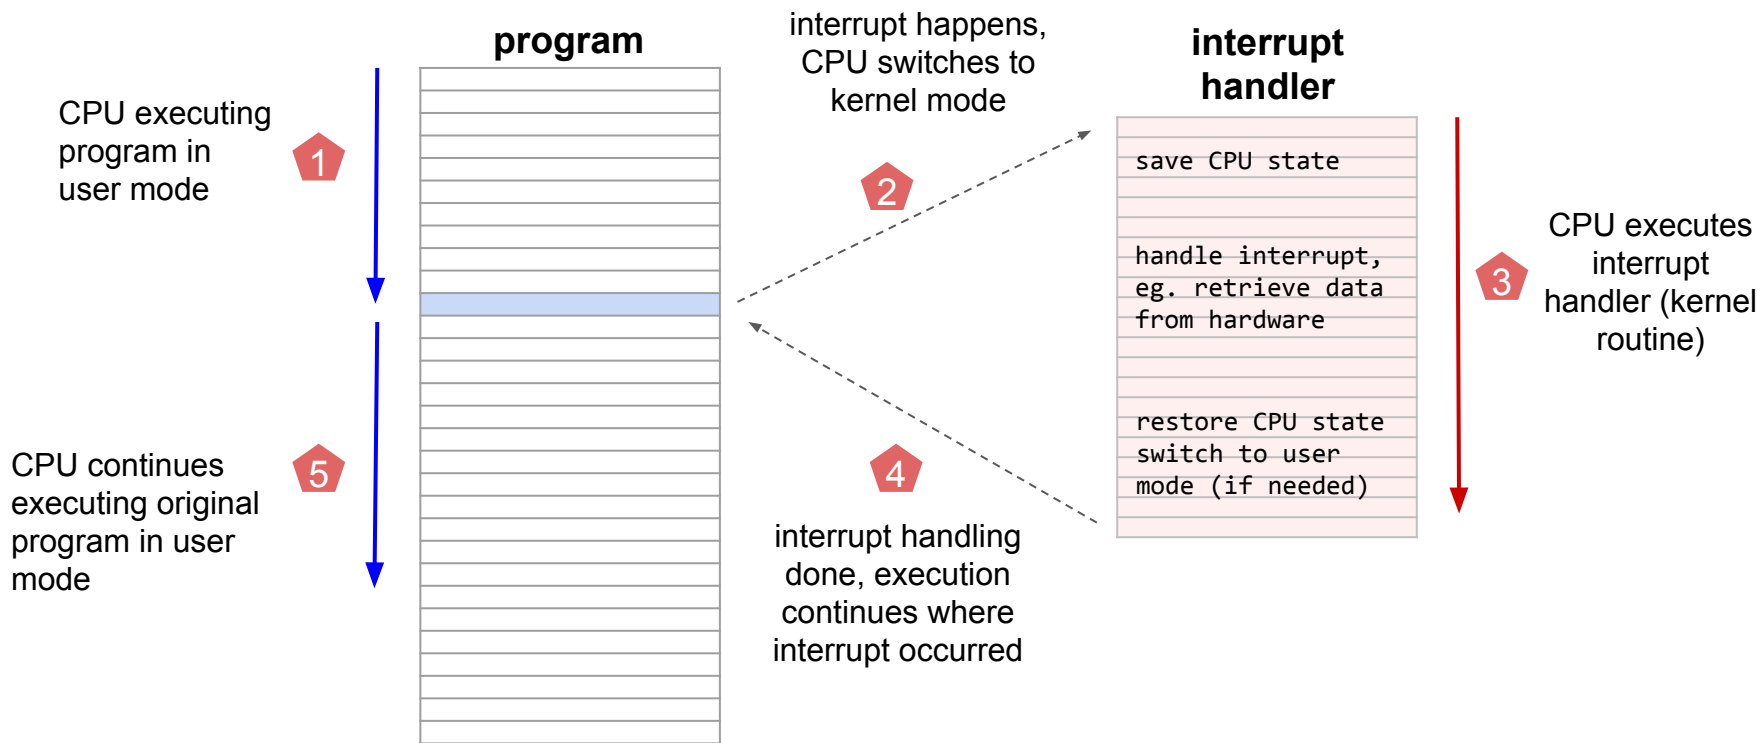 program
interrupt happens,
CPU switches to
kernel mode
interrupt
handler
CPU executing
program in
user mode
1
2
save CPU state
handle interrupt,
eg. retrieve data
from hardware
restore CPU state
switch to user
mode (if needed)
3
CPU executes
interrupt
handler (kernel
routine)
4
interrupt handling
done, execution
continues where
interrupt occurred
5
CPU continues
executing original
program in user
mode